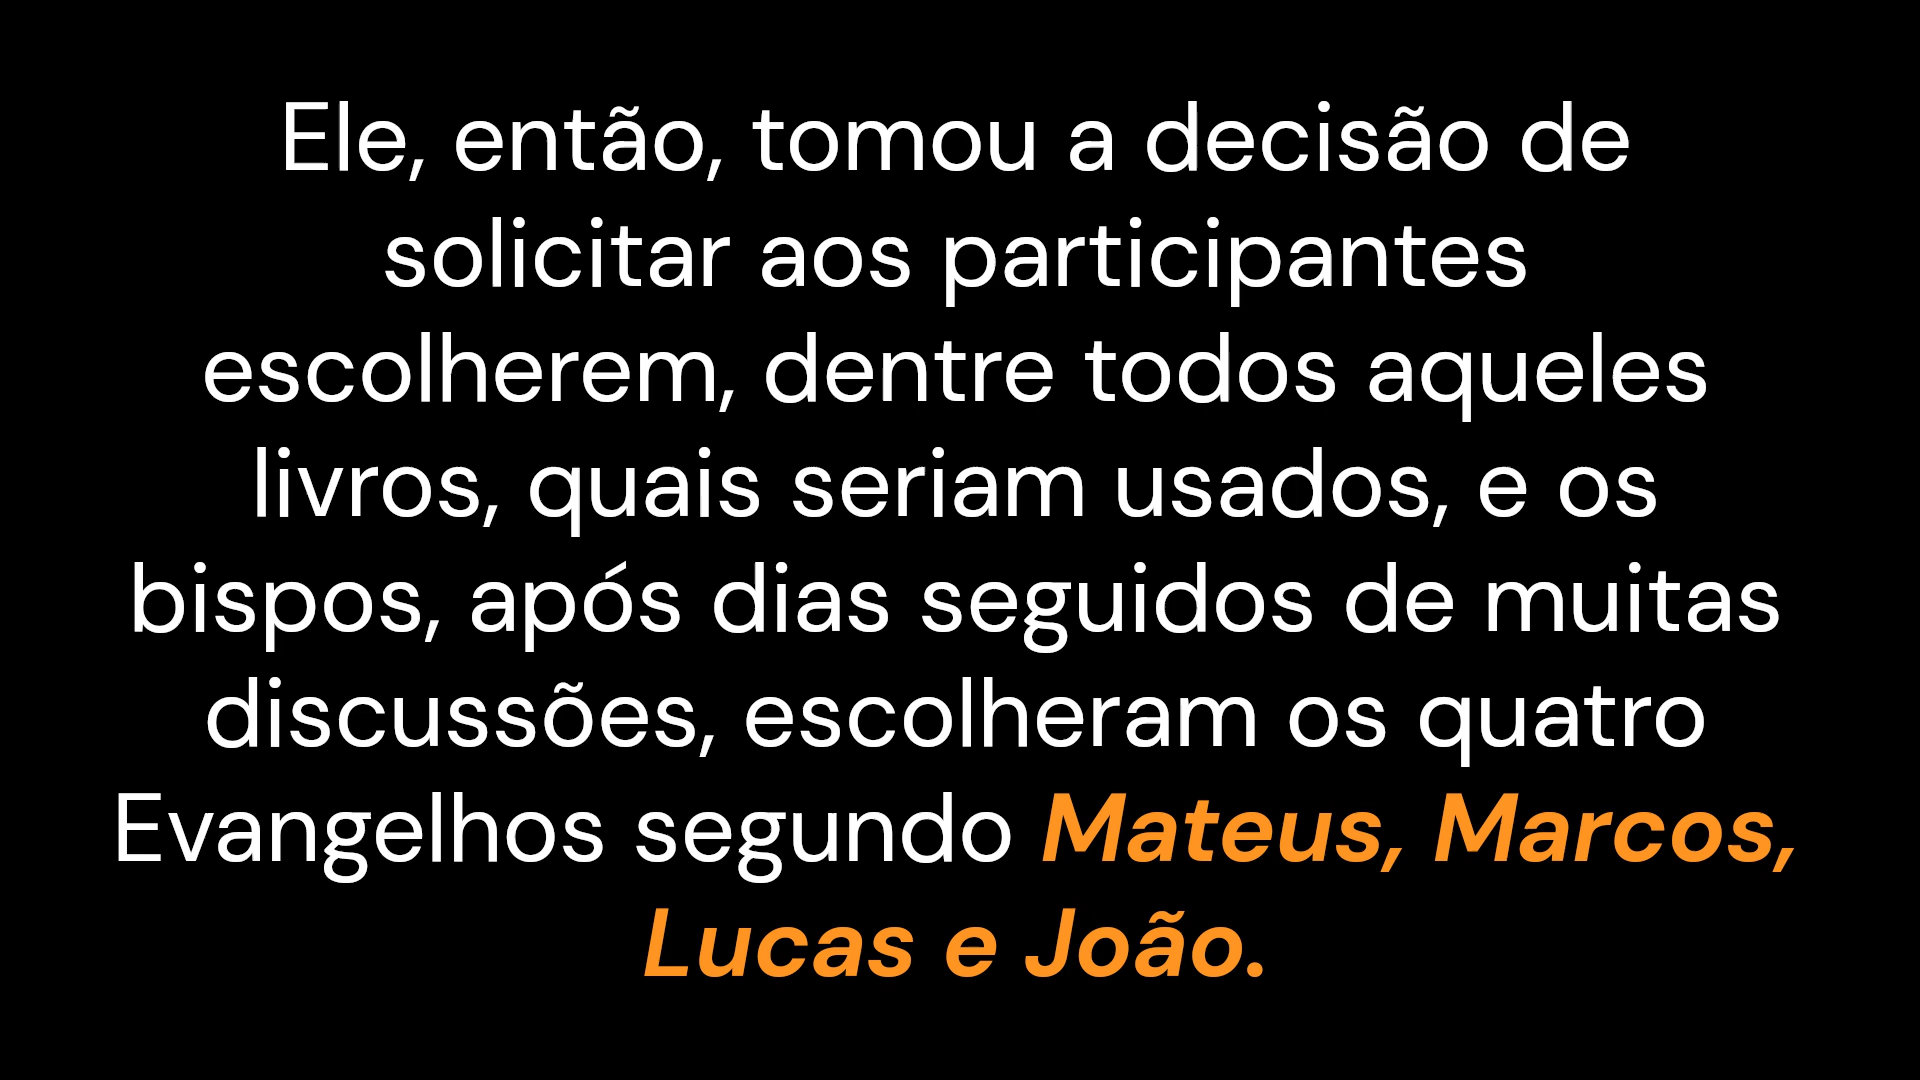 Ele, então, tomou a decisão de
solicitar aos participantes
escolherem, dentre todos aqueles
livros, quais seriam usados, e os
bispos, após dias seguidos de muitas
discussões, escolheram os quatro
Evangelhos segundo Mateus, Marcos,
Lucas e João.